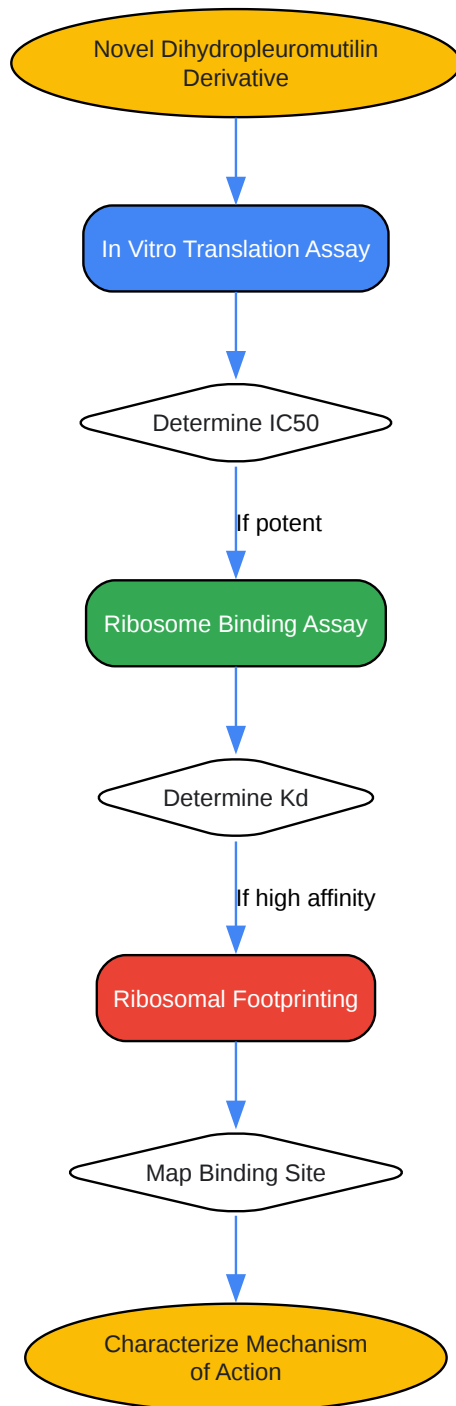 Novel Dihydropleuromutilin
Derivative
In Vitro Translation Assay
Determine IC50
If potent
Ribosome Binding Assay
Determine Kd
If high affinity
Ribosomal Footprinting
Map Binding Site
Characterize Mechanism
of Action